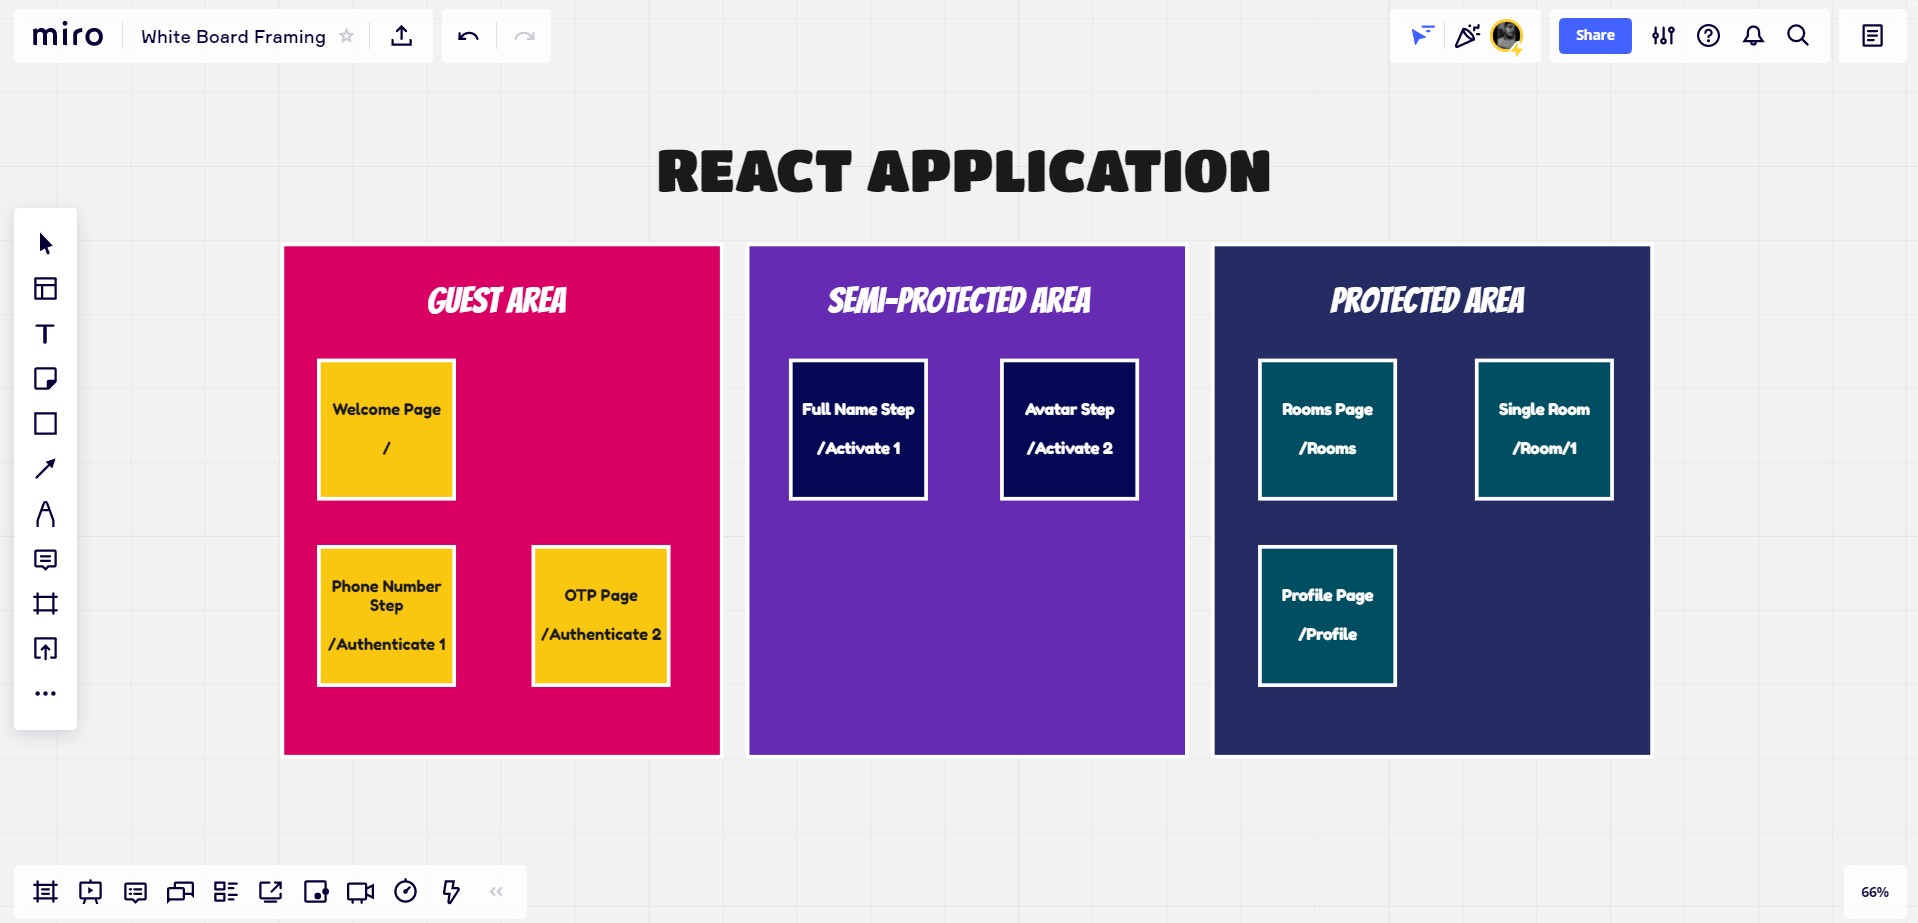 miro
White Board Framing
Share
REACT APPLICATION
GUEST AREA
Welcome Page
/
Phone Number
Step
/Authenticate 1
OTP Page
/Authenticate 2
SEMI-PROTECTED AREA
Full Name Step
/Activate 1
Avatar Step
/Activate 2
PROTECTED AREA
Rooms Page
/Rooms
Single Room
/Room/1
Profile Page
/Profile
66%